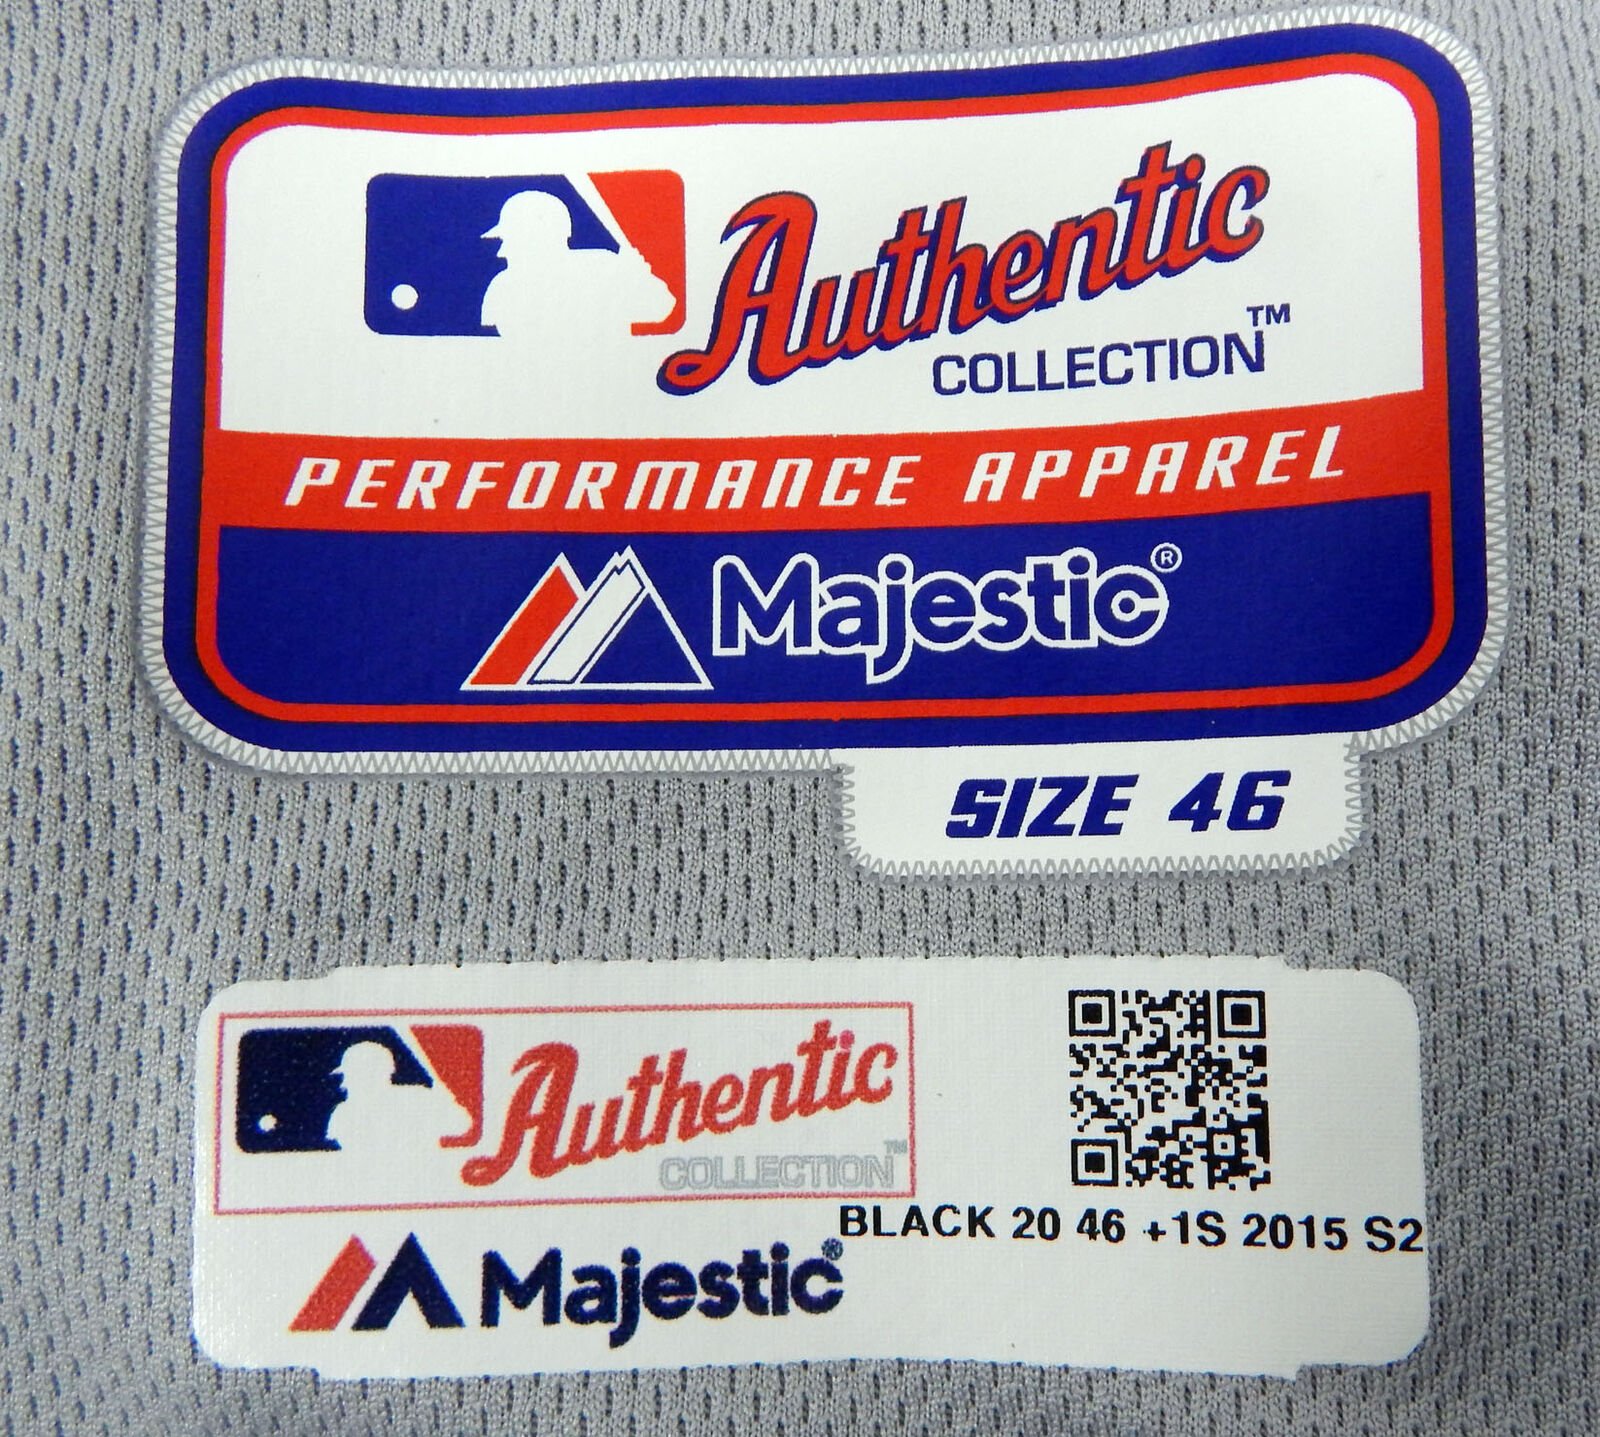 Authentic
COLLECTION™
PERFORMANCE APPAREL
Majestic®
SIZE 46
Authentic
COLLECTION™
BLACK 20 46 +1S 2015 S2
Majestic®